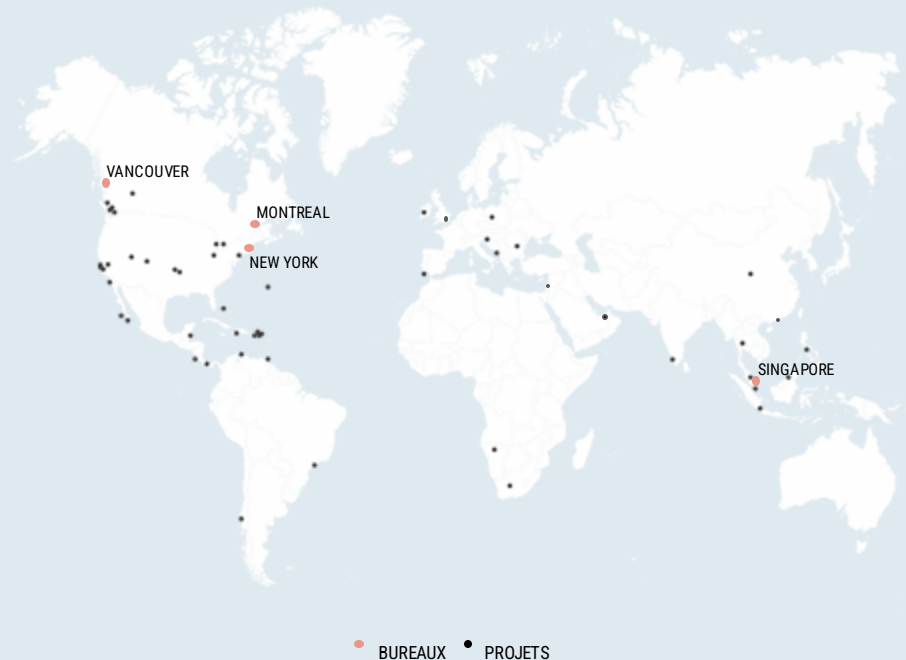 VANCOUVER
MONTREAL
NEW YORK
SINGAPORE
BUREAUX PROJETS